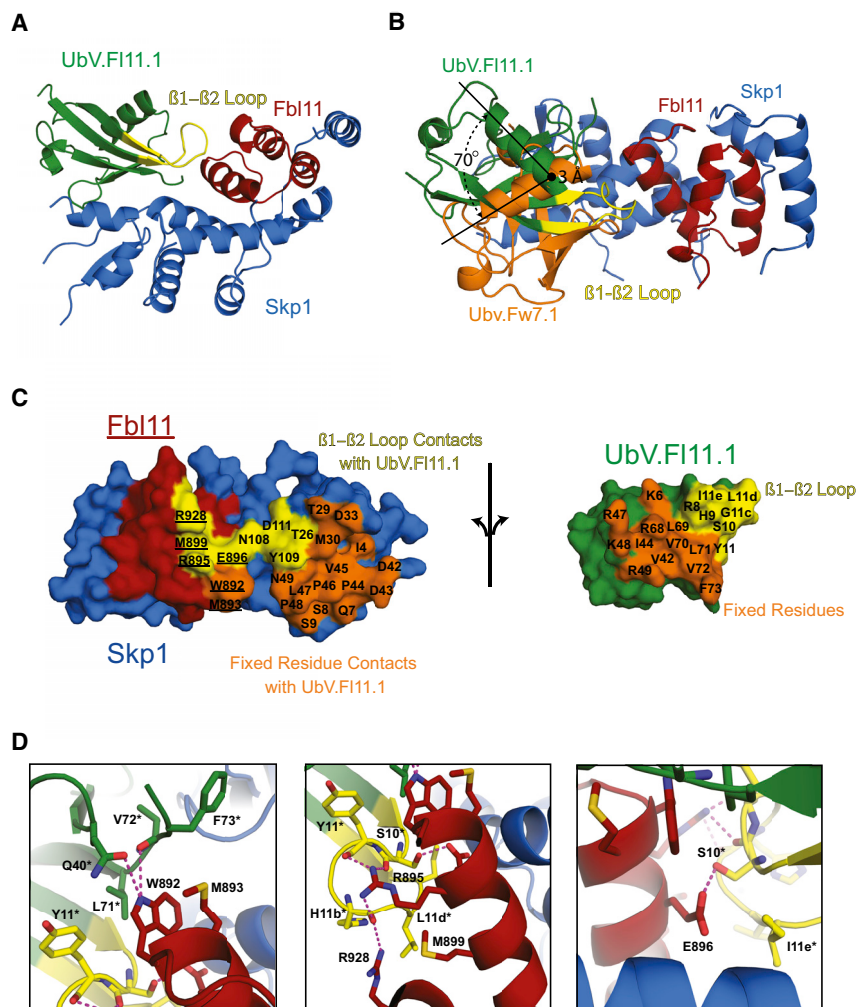 A
UbV.Fl11.1
ß1–ß2 Loop
Fbl11
Skp1
B
UbV.Fl11.1
Fbl11
Skp1
70°
3 Å
Ubv.Fw7.1
ß1-ß2 Loop
C
Fbl11
ß1–ß2 Loop Contacts
with UbV.Fl11.1
R928
M899
R895
E896
W892
M893
N108
D111
T26
Y109
T29
D33
M30
I4
V45
D42
N49
L47
P46
P44
D43
P48
S8
Q7
S9
Skp1
Fixed Residue Contacts
with UbV.Fl11.1
UbV.Fl11.1
ß1–ß2 Loop
K6
I11e
L11d
R8
H9
G11c
S10
R47
R68
L69
K48
I44
V70
L71
Y11
V42
R49
V72
F73
Fixed Residues
D
V72*
F73*
Q40*
W892
M893
L71*
Y11*
Y11*
S10*
R895
H11b*
L11d*
R928
M899
S10*
E896
I11e*